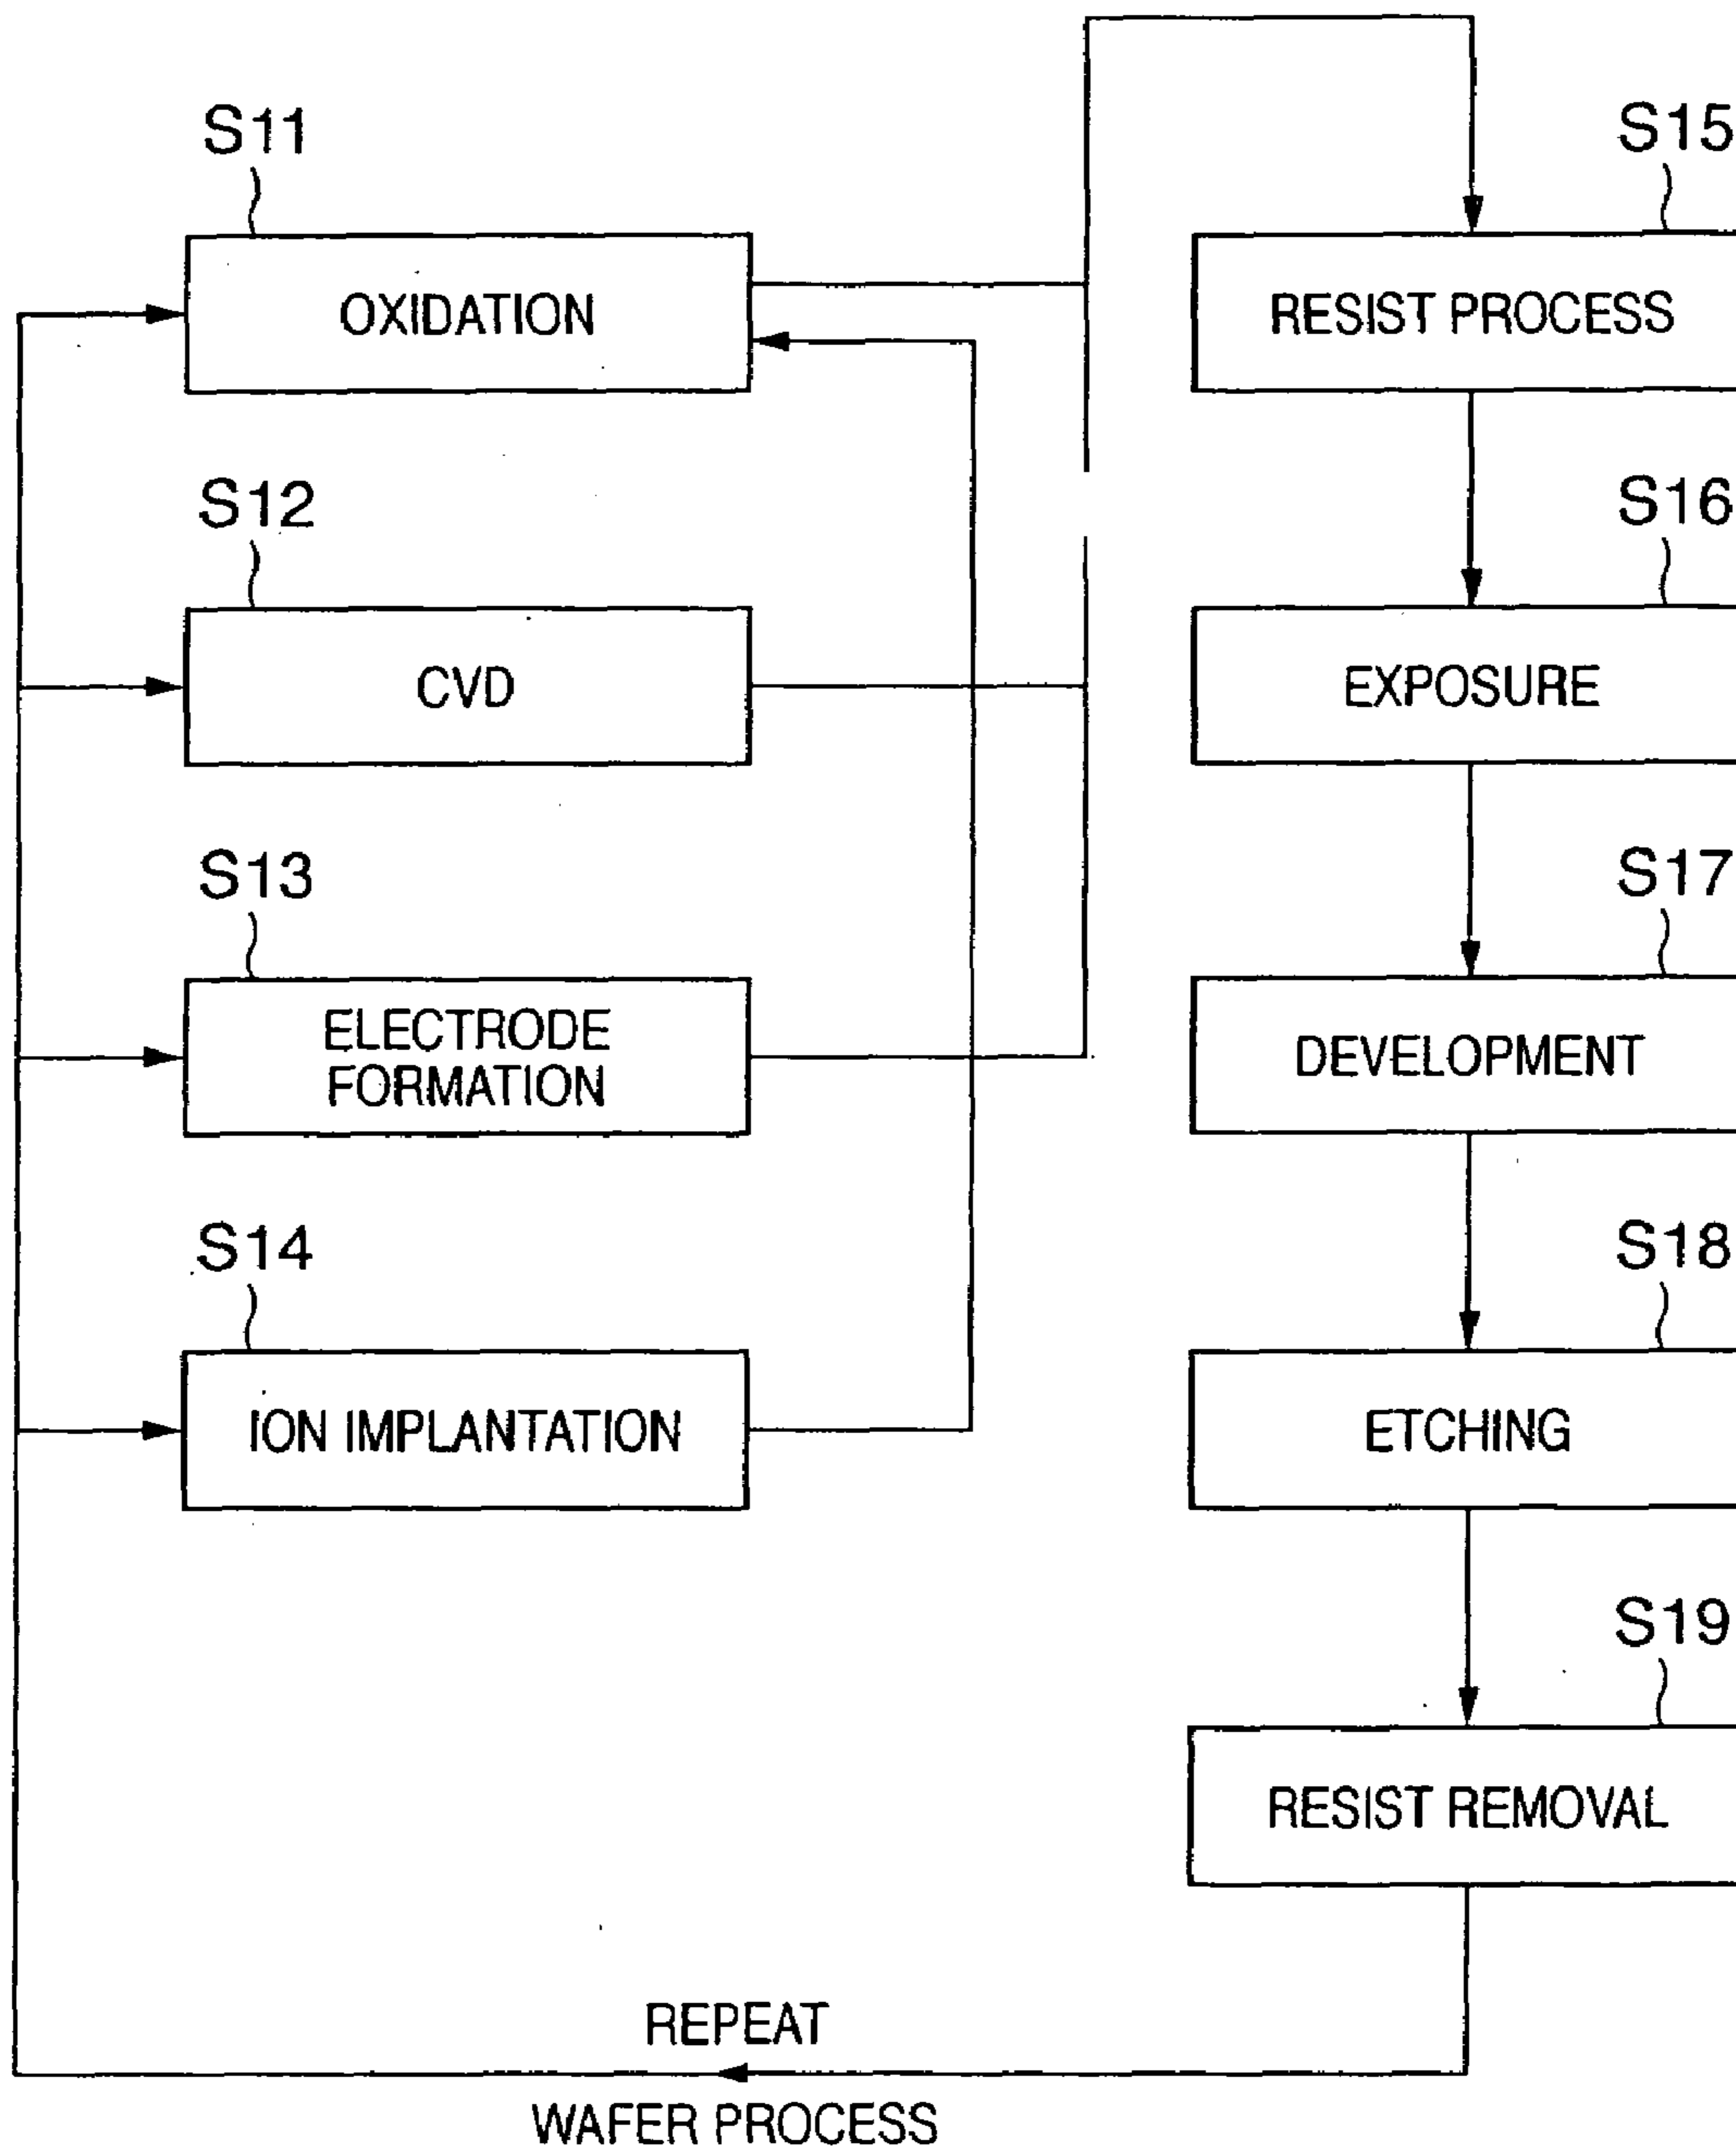 S11
OXIDATION
S12
CVD
S13
ELECTRODE
FORMATION
S14
ION IMPLANTATION
S15
RESIST PROCESS
S16
EXPOSURE
S17
DEVELOPMENT
S18
ETCHING
S19
RESIST REMOVAL
REPEAT
WAFER PROCESS